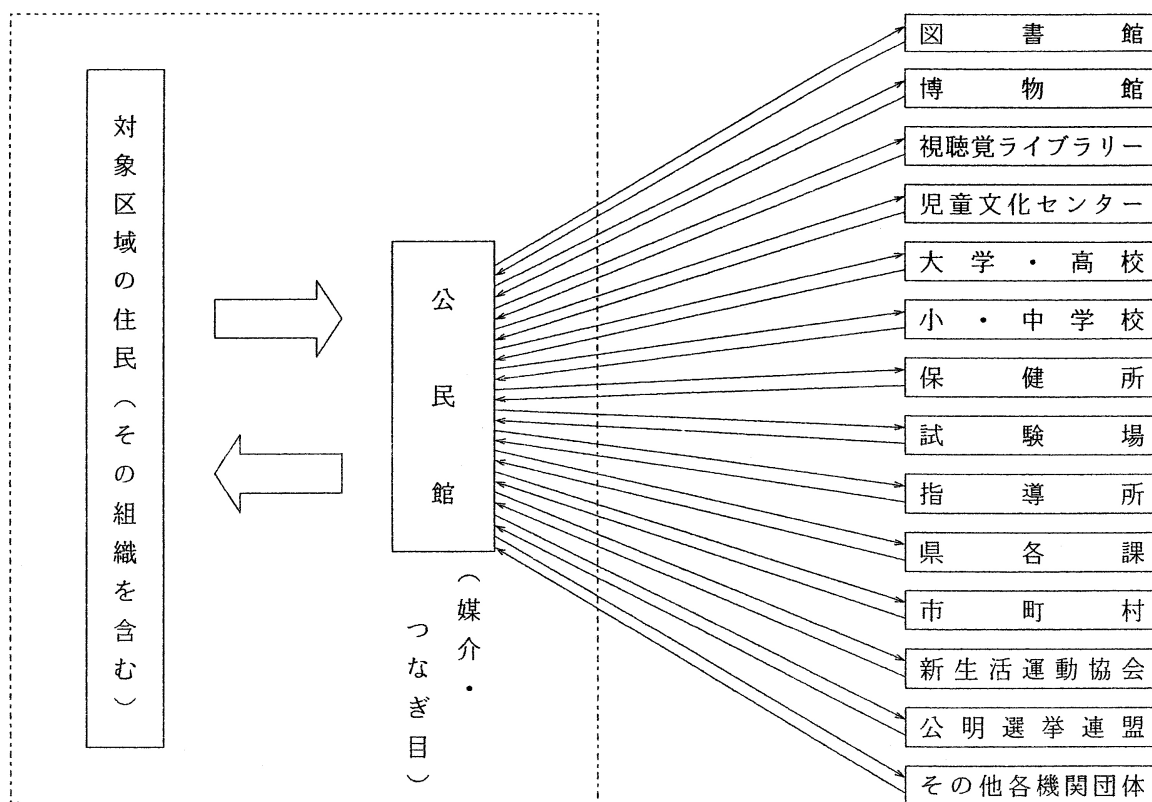 対象区域の住民（その組織を含む）
公民館
（媒介・
つなぎ目）
図書館
博物館
視聴覚ライブラリー
児童文化センター
大学・高校
小・中学校
保健所
試験場
指導所
県各課
市町村
新生活運動協会
公明選挙連盟
その他各機関団体